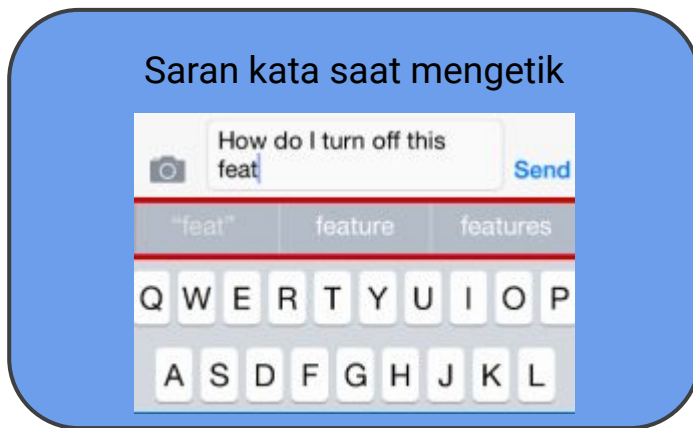 Saran kata saat mengetik
How do I turn off this
feat
Send
"feat" feature features
Q W E R T Y U I O P
A S D F G H J K L